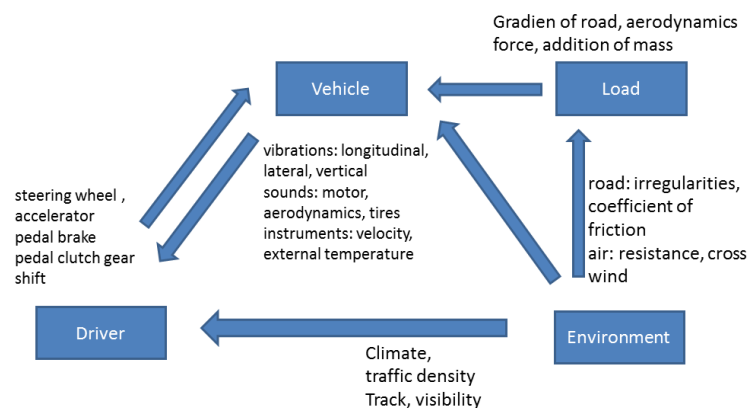 Gradien of road, aerodynamics
force, addition of mass
Vehicle
Load
vibrations: longitudinal,
lateral, vertical
sounds: motor,
aerodynamics, tires
instruments: velocity,
external temperature
steering wheel ,
accelerator
pedal brake
pedal clutch gear
shift
road: irregularities,
coefficient of
friction
air: resistance, cross
wind
Driver
Environment
Climate,
traffic density
Track, visibility